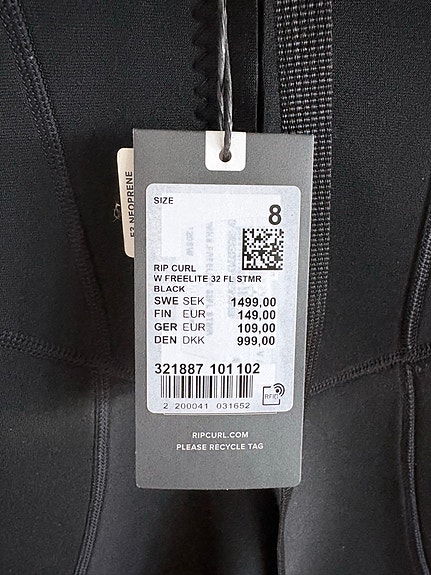 E3 NEOPRENE
SIZE
8
RIP CURL
W FREELITE 32 FL STMR
BLACK
SWE SEK 1499,00
FIN EUR 149,00
GER EUR 109,00
DEN DKK 999,00
321887 101102
RFID
2 200041 031652
RIPCURL.COM
PLEASE RECYCLE TAG